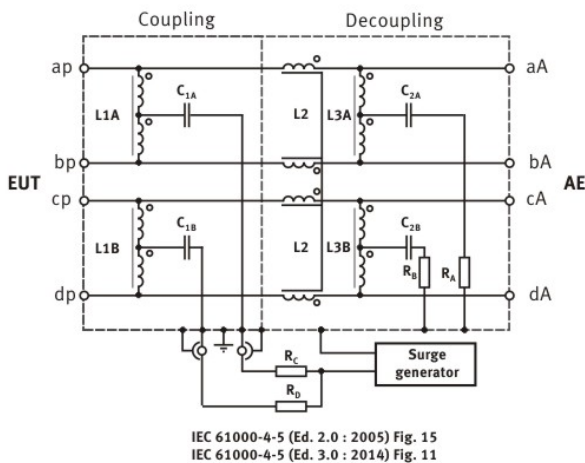 Coupling Decoupling
ap aA
C1A C2A
L1A L2 L3A
bp bA
EUT AE
cp cA
C1B C2B
L1B L2 L3B
RB RA
dp dA
RC Surge
generator
RD
IEC 61000-4-5 (Ed. 2.0 : 2005) Fig. 15
IEC 61000-4-5 (Ed. 3.0 : 2014) Fig. 11